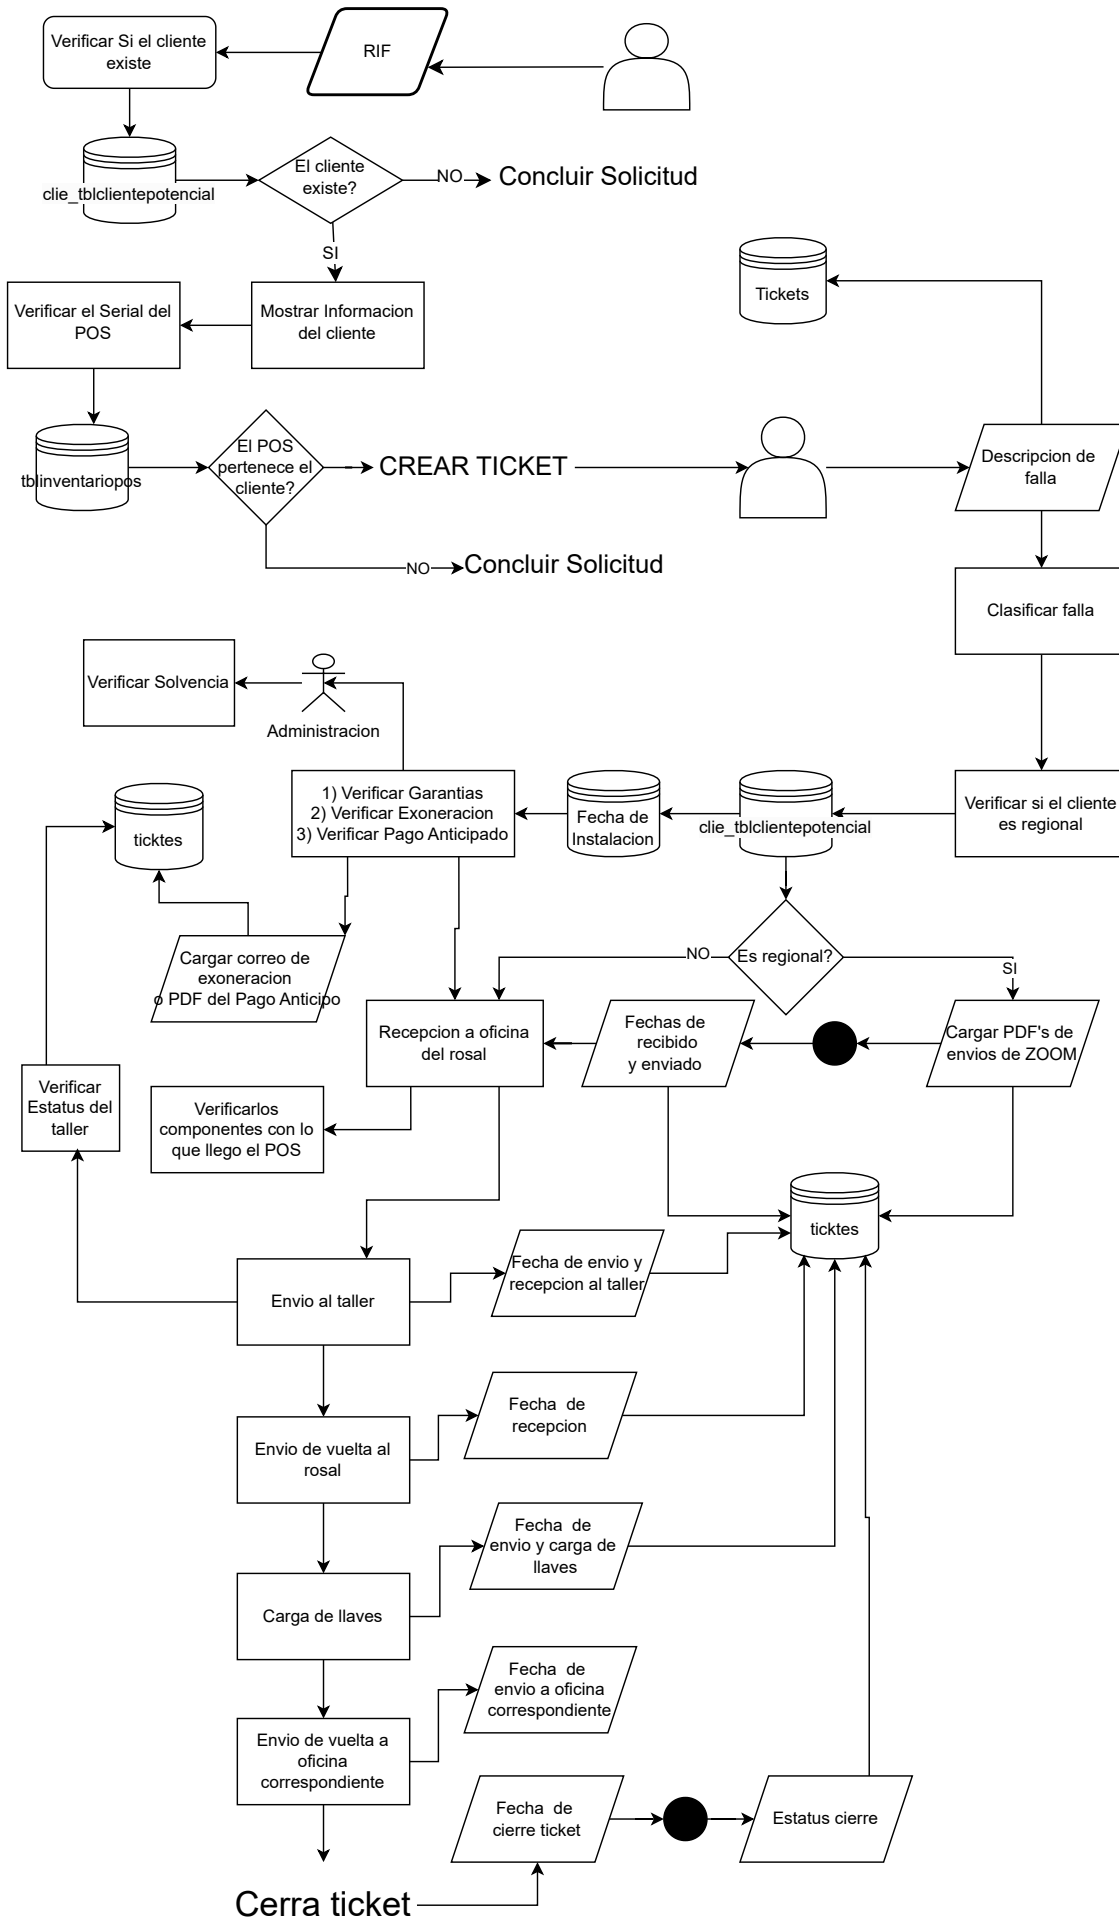 Verificar Si el cliente
existe
RIF
clie_tblclientepotencial
El cliente
existe?
NO
Concluir Solicitud
SI
Verificar el Serial del
POS
Mostrar Informacion
del cliente
Tickets
tblinventariopos
El POS
pertenece el
cliente?
CREAR TICKET
Descripcion de
falla
NO
Concluir Solicitud
Clasificar falla
Verificar Solvencia
Administracion
1) Verificar Garantias
2) Verificar Exoneracion
3) Verificar Pago Anticipado
Fecha de
Instalacion
clie_tblclientepotencial
Verificar si el cliente
es regional
ticktes
Cargar correo de
exoneracion
o PDF del Pago Anticipo
NO
Es regional?
SI
Recepcion a oficina
del rosal
Fechas de
recibido
y enviado
Cargar PDF's de
envios de ZOOM
Verificar
Estatus del
taller
Verificarlos
componentes con lo
que llego el POS
ticktes
Envio al taller
Fecha de envio y
recepcion al taller
Envio de vuelta al
rosal
Fecha de
recepcion
Carga de llaves
Fecha de
envio y carga de
llaves
Envio de vuelta a
oficina
correspondiente
Fecha de
envio a oficina
correspondiente
Fecha de
cierre ticket
Estatus cierre
Cerra ticket